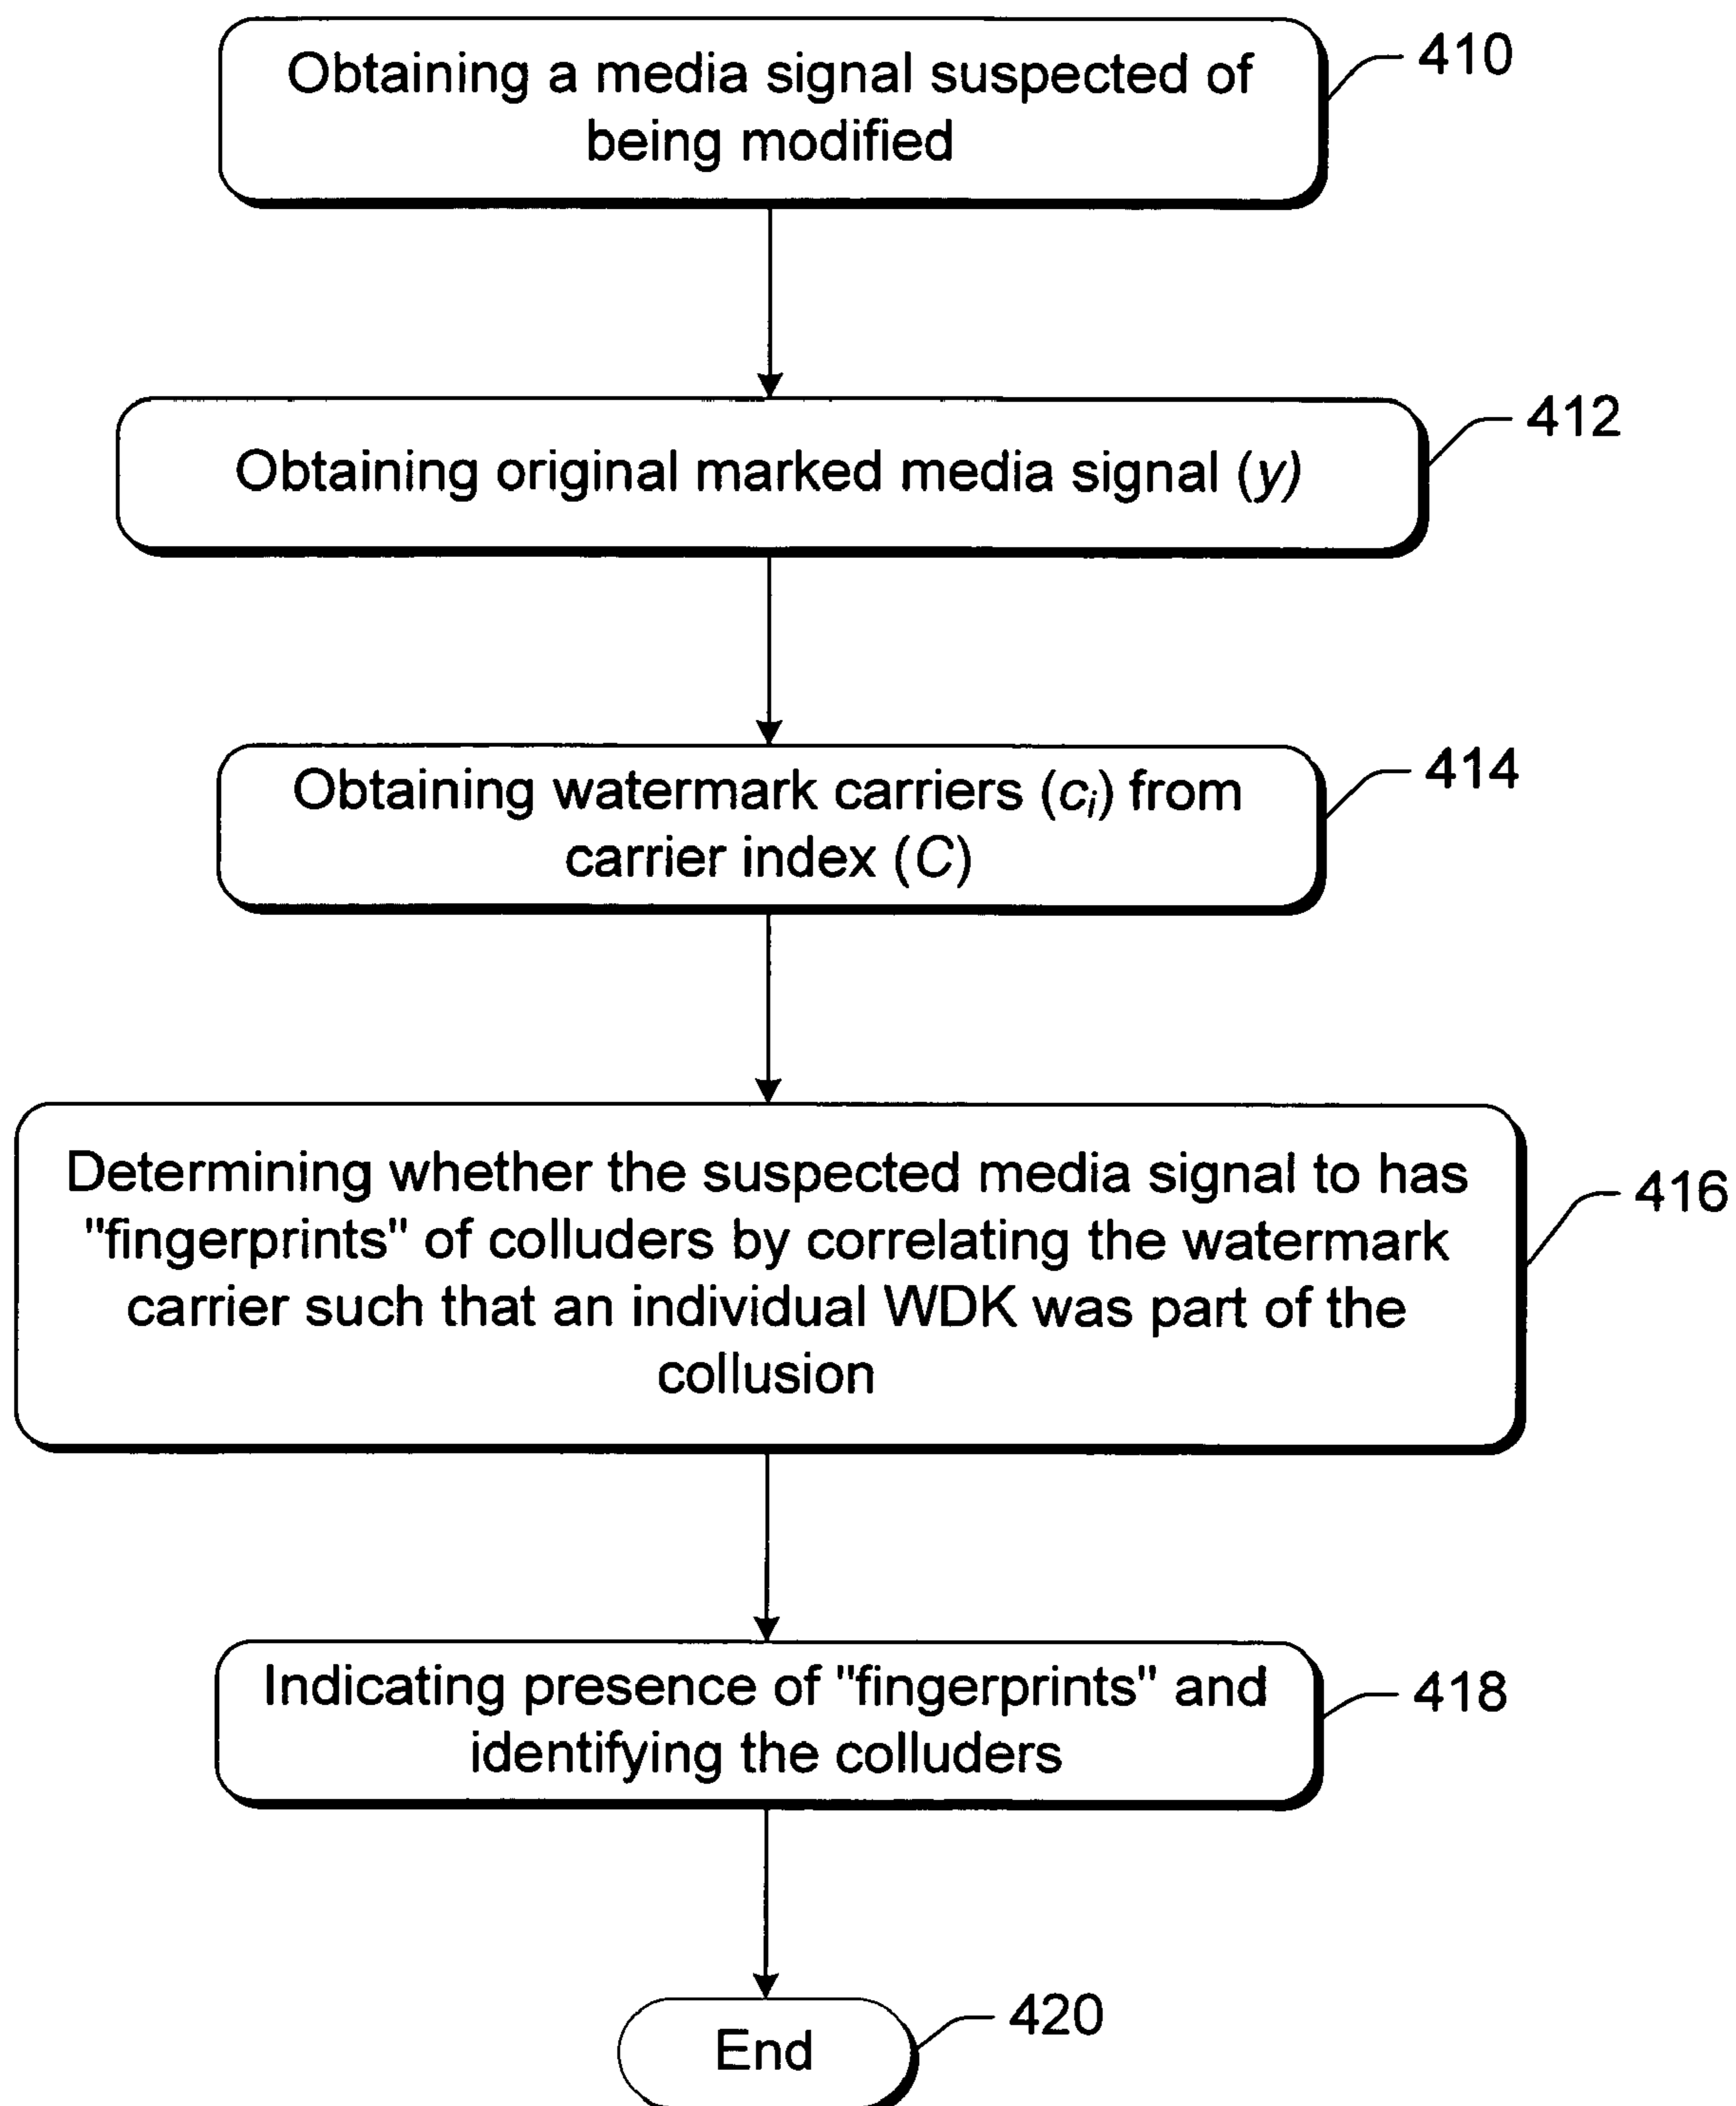 Obtaining a media signal suspected of
being modified
410
Obtaining original marked media signal (y)
412
Obtaining watermark carriers (ci) from
carrier index (C)
414
Determining whether the suspected media signal to has
"fingerprints" of colluders by correlating the watermark
carrier such that an individual WDK was part of the
collusion
416
Indicating presence of "fingerprints" and
identifying the colluders
418
End
420